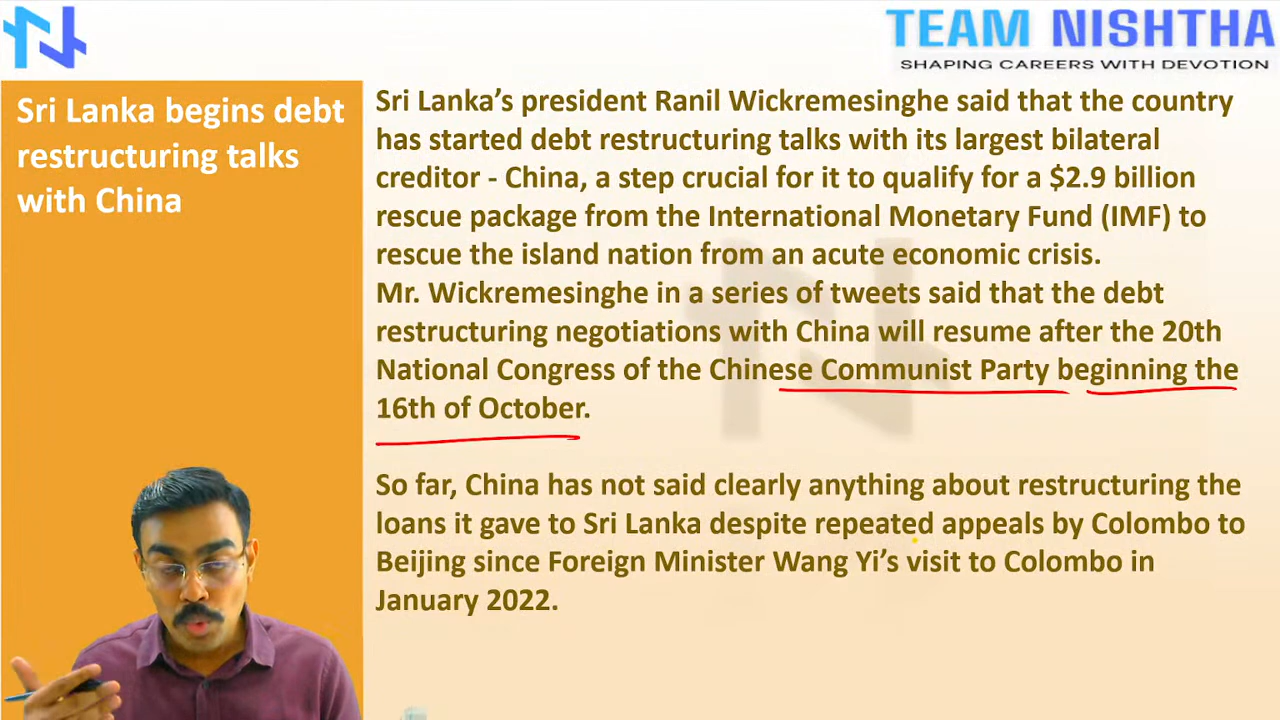 TEAM NISHTHA
SHAPING CAREERS WITH DEVOTION
Sri Lanka begins debt
restructuring talks
with China
Sri Lanka’s president Ranil Wickremesinghe said that the country
has started debt restructuring talks with its largest bilateral
creditor - China, a step crucial for it to qualify for a $2.9 billion
rescue package from the International Monetary Fund (IMF) to
rescue the island nation from an acute economic crisis.
Mr. Wickremesinghe in a series of tweets said that the debt
restructuring negotiations with China will resume after the 20th
National Congress of the Chinese Communist Party beginning the
16th of October.
So far, China has not said clearly anything about restructuring the
loans it gave to Sri Lanka despite repeated appeals by Colombo to
Beijing since Foreign Minister Wang Yi’s visit to Colombo in
January 2022.